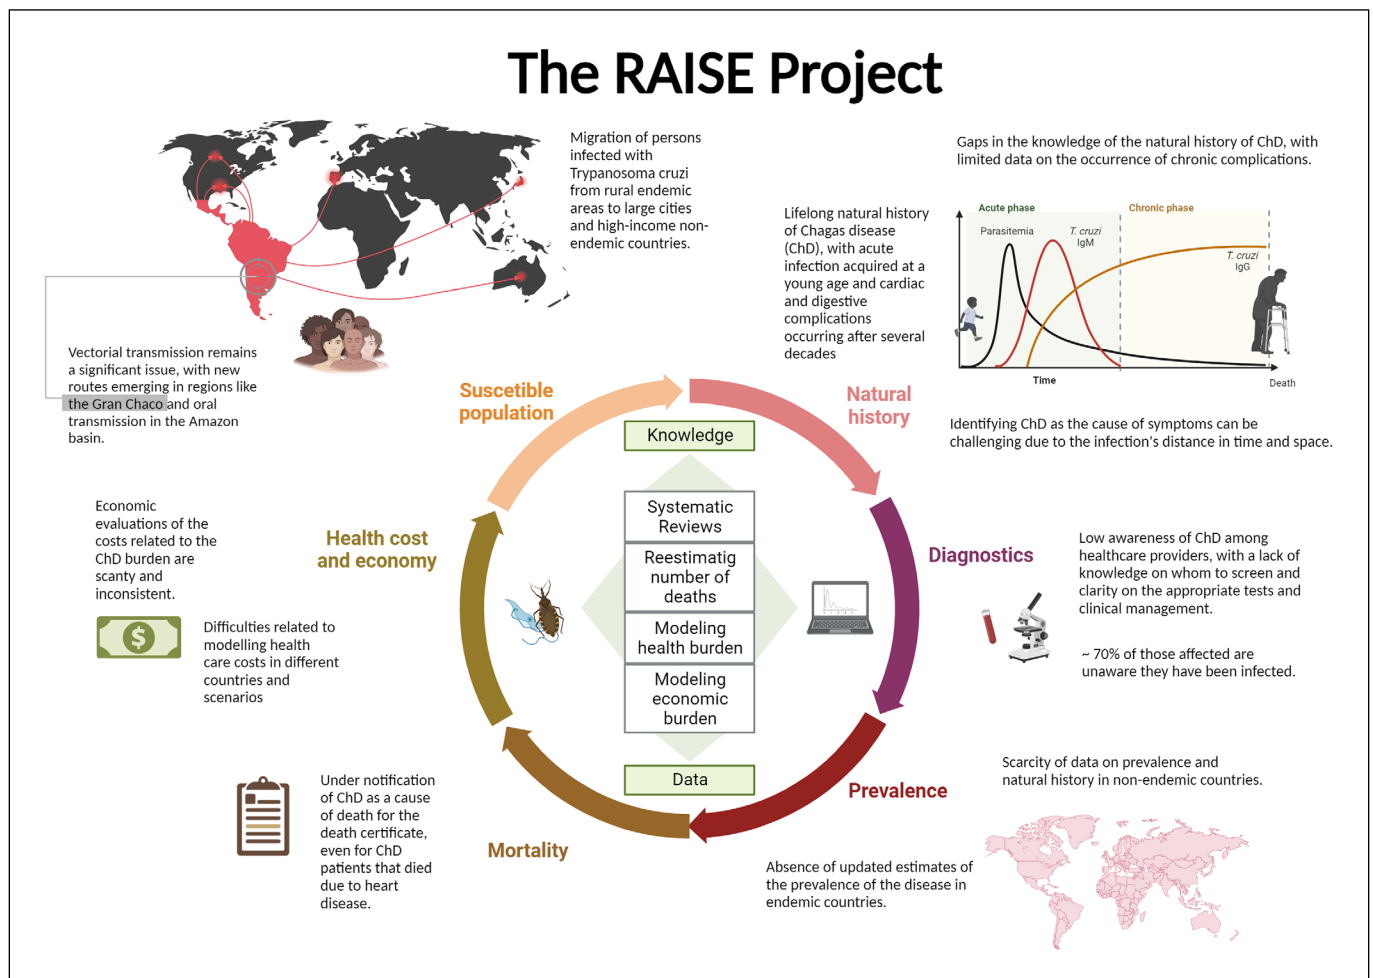 The RAISE Project
Migration of persons
infected with
Trypanosoma cruzi
from rural endemic
areas to large cities
and high-income non-
endemic countries.
Vectorial transmission remains
a significant issue, with new
routes emerging in regions like
the Gran Chaco and oral
transmission in the Amazon
basin.
Gaps in the knowledge of the natural history of ChD, with
limited data on the occurrence of chronic complications.
Lifelong natural history
of Chagas disease
(ChD), with acute
infection acquired at a
young age and cardiac
and digestive
complications
occurring after several
decades
Acute phase
Chronic phase
Parasitemia
T. cruzi
IgM
T. cruzi
IgG
Time
Death
Identifying ChD as the cause of symptoms can be
challenging due to the infection's distance in time and space.
Suscetible
population
Natural
history
Knowledge
Systematic
Reviews
Reestimatig
number of
deaths
Modeling
health burden
Modeling
economic
burden
Data
Diagnostics
Low awareness of ChD among
healthcare providers, with a lack of
knowledge on whom to screen and
clarity on the appropriate tests and
clinical management.
~ 70% of those affected are
unaware they have been infected.
Prevalence
Scarcity of data on prevalence and
natural history in non-endemic countries.
Absence of updated estimates of
the prevalence of the disease in
endemic countries.
Mortality
Under notification
of ChD as a cause
of death for the
death certificate,
even for ChD
patients that died
due to heart
disease.
Health cost
and economy
Economic
evaluations of the
costs related to the
ChD burden are
scanty and
inconsistent.
$
Difficulties related to
modelling health
care costs in different
countries and
scenarios